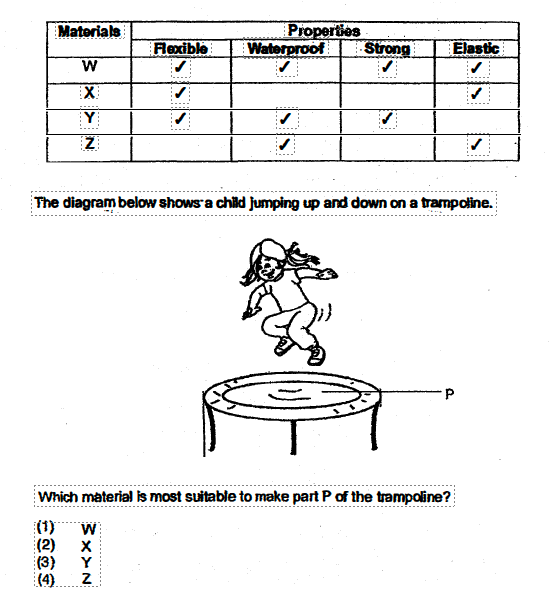 Materials Properties
Flexible Waterproof Strong Elastic
W ✓ ✓ ✓ ✓
X ✓ ✓
Y ✓ ✓ ✓
Z ✓ ✓
The diagram below shows a child jumping up and down on a trampoline.
P
Which material is most suitable to make part P of the trampoline?
(1) W
(2) X
(3) Y
(4) Z